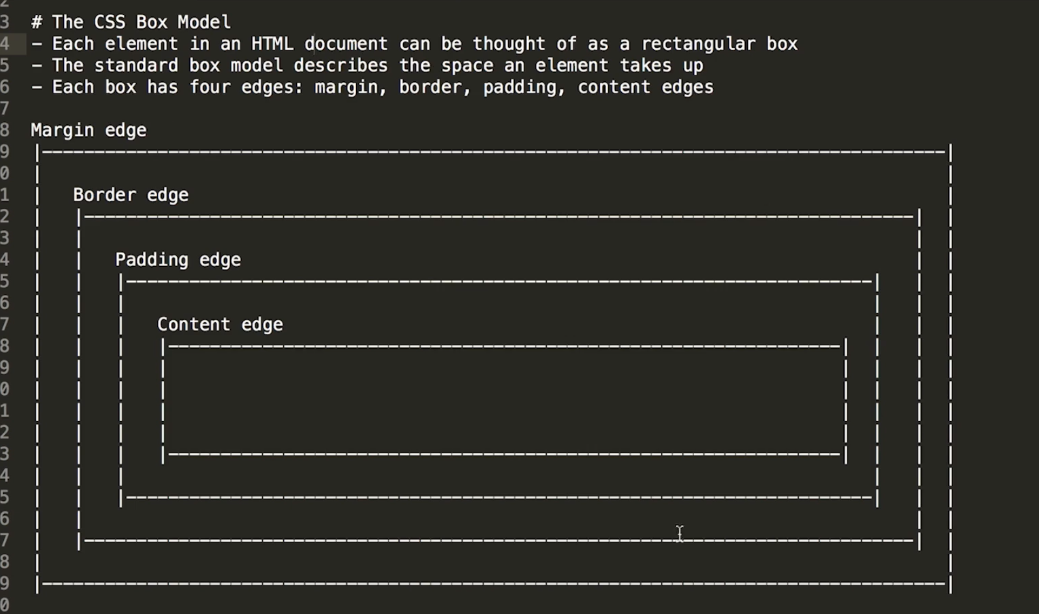 2
3 # The CSS Box Model
4 - Each element in an HTML document can be thought of as a rectangular box
5 - The standard box model describes the space an element takes up
6 - Each box has four edges: margin, border, padding, content edges
7
8 Margin edge
9 |--------------------------------------------------------------------------------------|
0 | |
1 | Border edge |
2 | |-------------------------------------------------------------------------------| |
3 | | | |
4 | | Padding edge | |
5 | | |-----------------------------------------------------------------------| | |
6 | | | | | |
7 | | | Content edge | | |
8 | | | |----------------------------------------------------------------| | | |
9 | | | | | | | |
0 | | | | | | | |
1 | | | | | | | |
2 | | | | | | | |
3 | | | |----------------------------------------------------------------| | | |
4 | | | | | |
5 | | |-----------------------------------------------------------------------| | |
6 | | | |
7 | |-------------------------------------------------------------------------------| |
8 | |
9 |--------------------------------------------------------------------------------------|
0